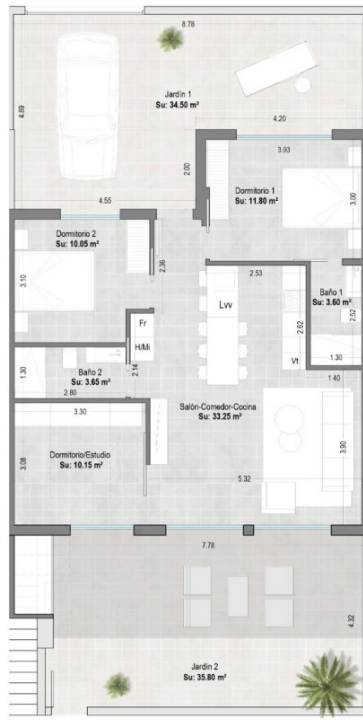 8.78
4.89
Jardín 1
Su: 34.50 m²
4.20
2.00
3.93
4.55
Dormitorio 1
Su: 11.80 m²
3.00
Dormitorio 2
Su: 10.05 m²
2.36
3.10
2.53
Baño 1
Su: 3.60 m²
Lvv
Fr
2.62
2.52
H/Mi
Vt
1.30
Baño 2
Su: 3.65 m²
2.14
1.30
2.80
1.40
3.30
Salón-Comedor-Cocina
Su: 33.25 m²
Dormitorio/Estudio
Su: 10.15 m²
3.08
3.90
5.32
7.78
4.32
Jardín 2
Su: 35.80 m²